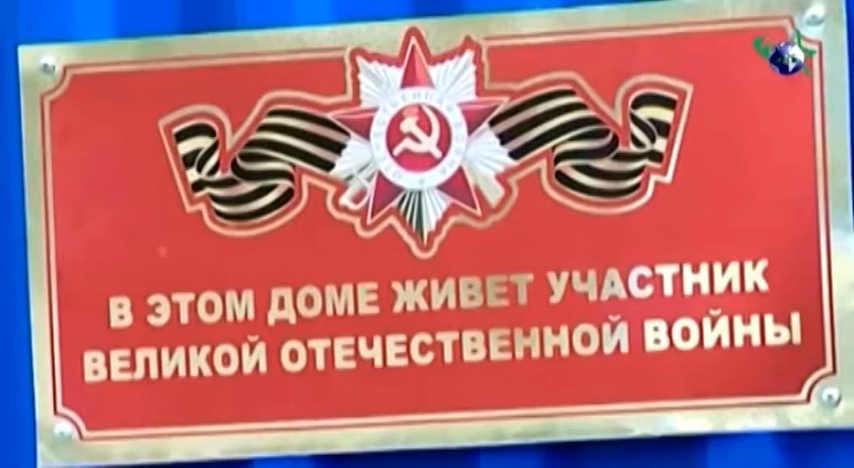 В ЭТОМ ДОМЕ ЖИВЕТ УЧАСТНИК
ВЕЛИКОЙ ОТЕЧЕСТВЕННОЙ ВОЙНЫ